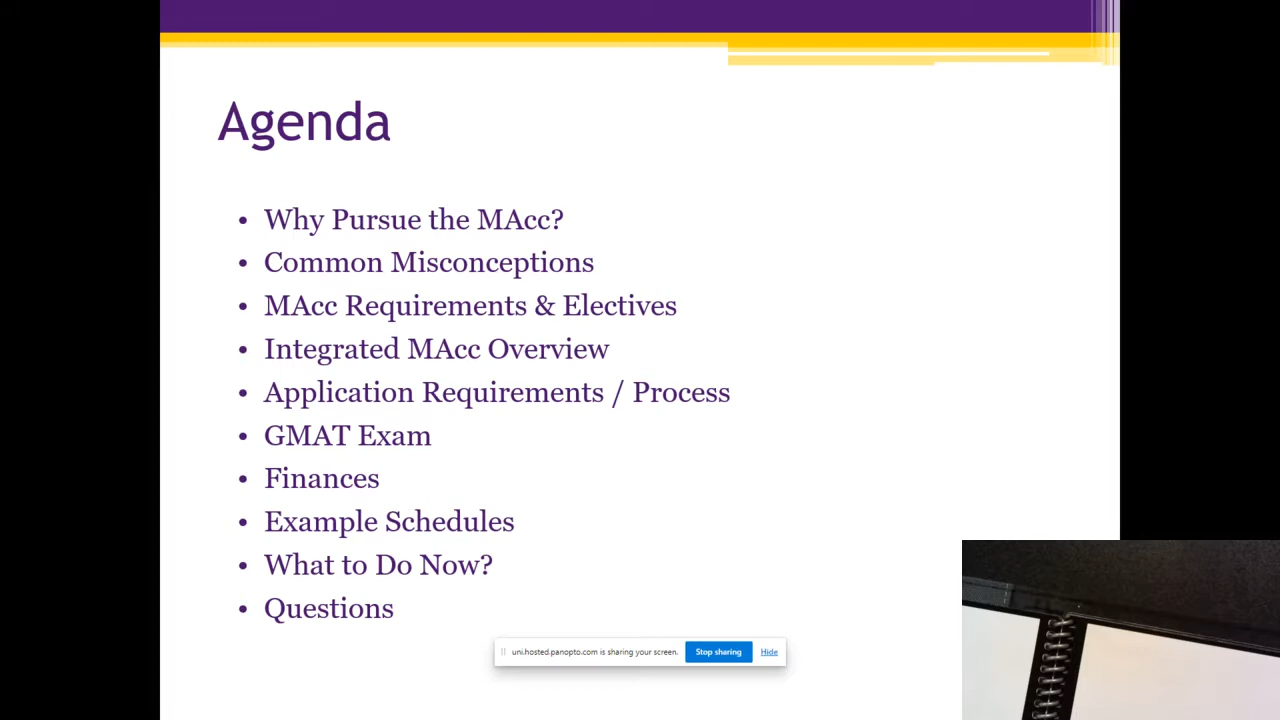 Agenda
• Why Pursue the MAcc?
• Common Misconceptions
• MAcc Requirements & Electives
• Integrated MAcc Overview
• Application Requirements / Process
• GMAT Exam
• Finances
• Example Schedules
• What to Do Now?
• Questions
uni.hosted.panopto.com is sharing your screen. Stop sharing Hide